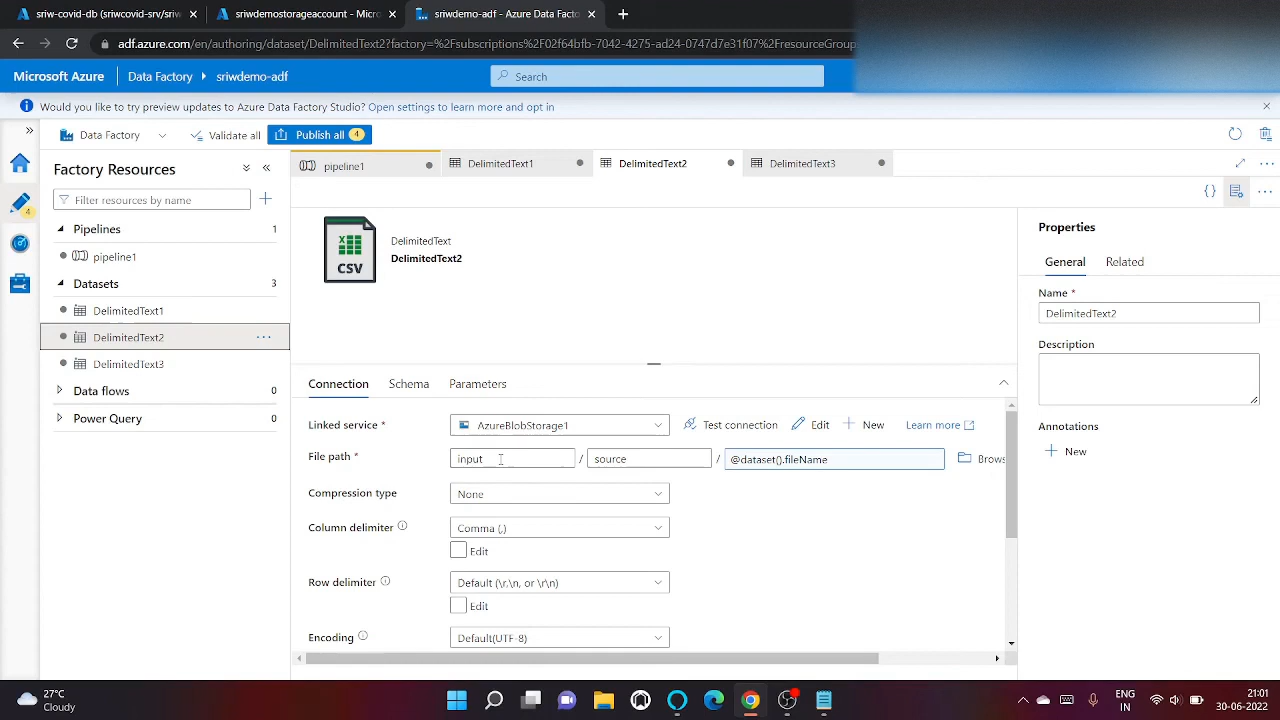 sriw-covid-db (sriwcovid-srv/sriw
sriwdemostorageaccount - Micros
sriwdemo-adf - Azure Data Factor
adf.azure.com/en/authoring/dataset/DelimitedText2?factory=%2Fsubscriptions%2F02f64bfb-7042-4275-ad24-0747d7e31f07%2FresourceGroup
Microsoft Azure Data Factory sriwdemo-adf Search
Would you like to try preview updates to Azure Data Factory Studio? Open settings to learn more and opt in
Data Factory Validate all Publish all 4
Factory Resources
pipeline1 DelimitedText1 DelimitedText2 DelimitedText3
Filter resources by name
Pipelines 1
pipeline1
Datasets 3
DelimitedText1
DelimitedText2
DelimitedText3
Data flows 0
Power Query 0
4
CSV
DelimitedText
DelimitedText2
Connection Schema Parameters
Linked service * AzureBlobStorage1 Test connection Edit New Learn more
File path * input / source / @dataset().fileName Brows
Compression type None
Column delimiter Comma (,)
Edit
Row delimiter Default (\r,\n, or \r\n)
Edit
Encoding Default(UTF-8)
Properties
General Related
Name *
DelimitedText2
Description
Annotations
New
27°C
Cloudy
ENG
IN
21:01
30-06-2022